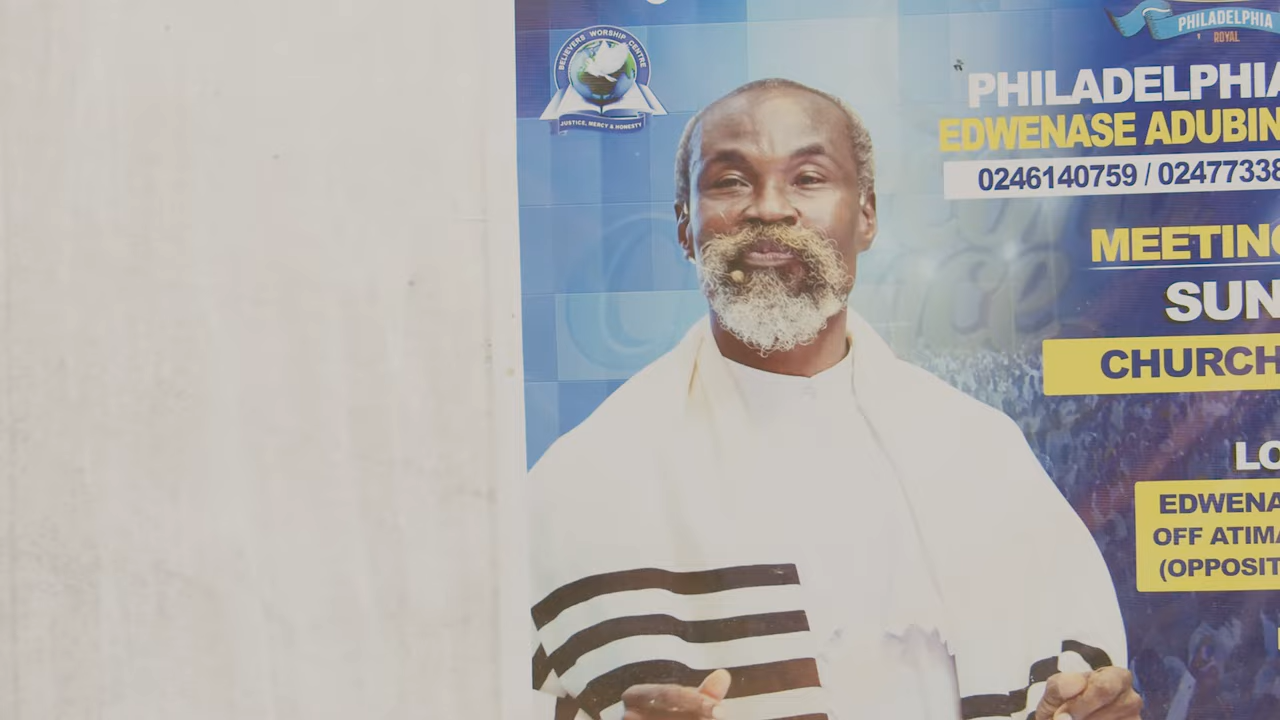 BELIEVERS WORSHIP CENTRE
JUSTICE, MERCY & HONESTY
PHILADELPHIA
ROYAL
PHILADELPHIA
EDWENASE ADUBIN
0246140759 / 02477338
MEETING
SUN
CHURCH
LO
EDWENA
OFF ATIMA
(OPPOSIT